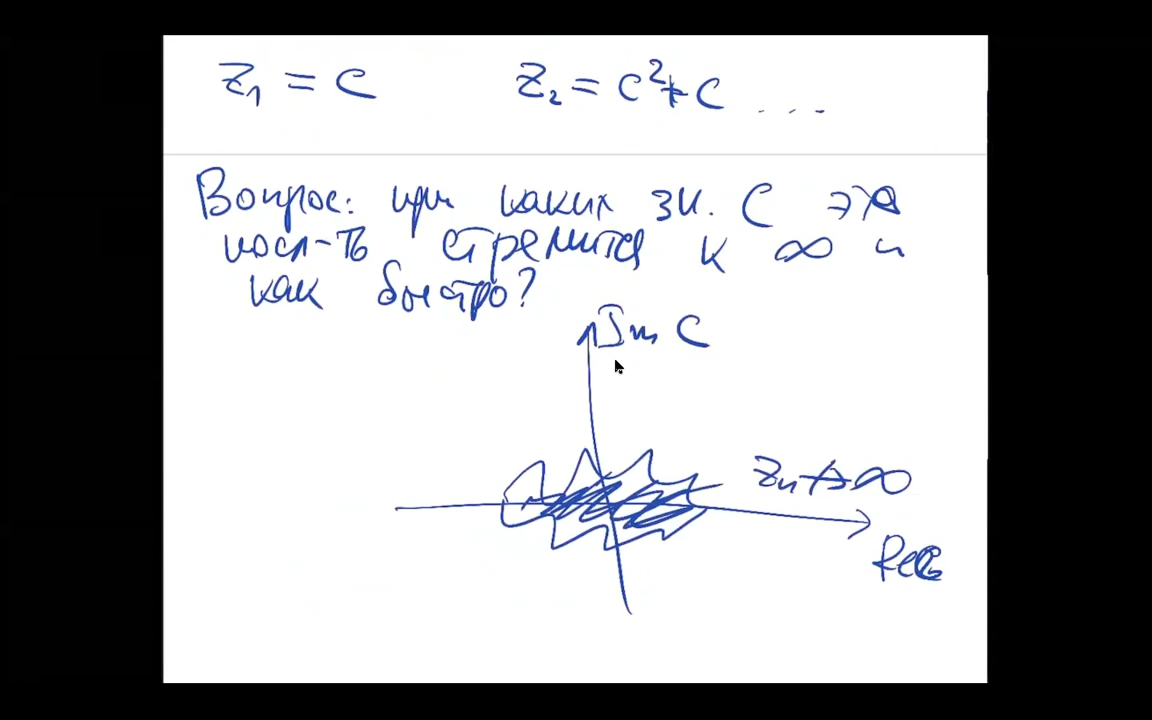 z₁ = c z₂ = c² + c ....
Вопрос: при каких зн. C эта
посл-ть стремится к ∞ и
как быстро?
Im C
zₙ ↛ ∞
Re C